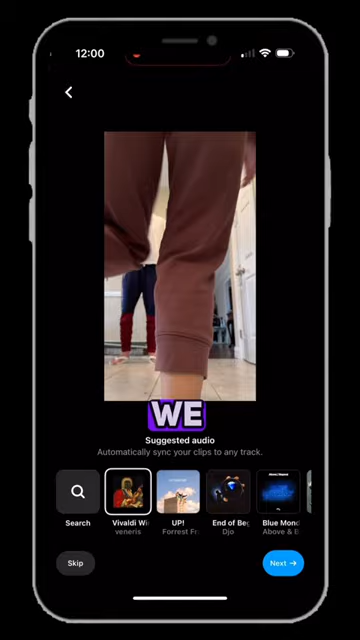 12:00
WE
Suggested audio
Automatically sync your clips to any track.
Search
Vivaldi Wi
veneris
UP!
Forrest Fr
End of Beg
Djo
Blue Mond
Above & B
Skip
Next →